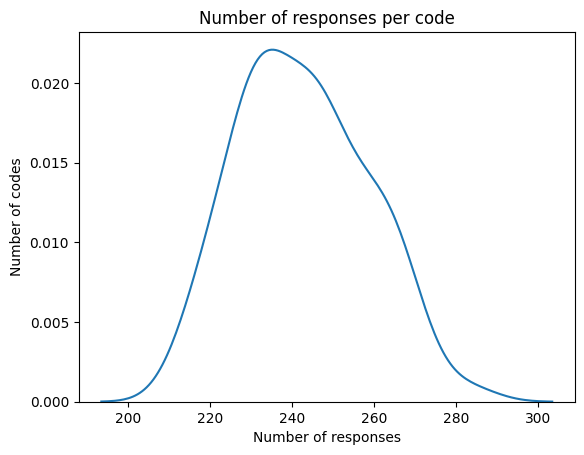 Number of responses per code
Number of codes
0.020
0.015
0.010
0.005
0.000
200 220 240 260 280 300
Number of responses